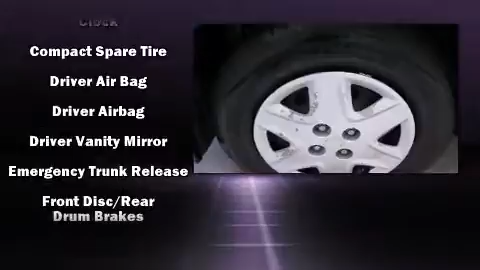 Clock
Compact Spare Tire
Driver Air Bag
Driver Airbag
Driver Vanity Mirror
Emergency Trunk Release
Front Disc/Rear
Drum Brakes